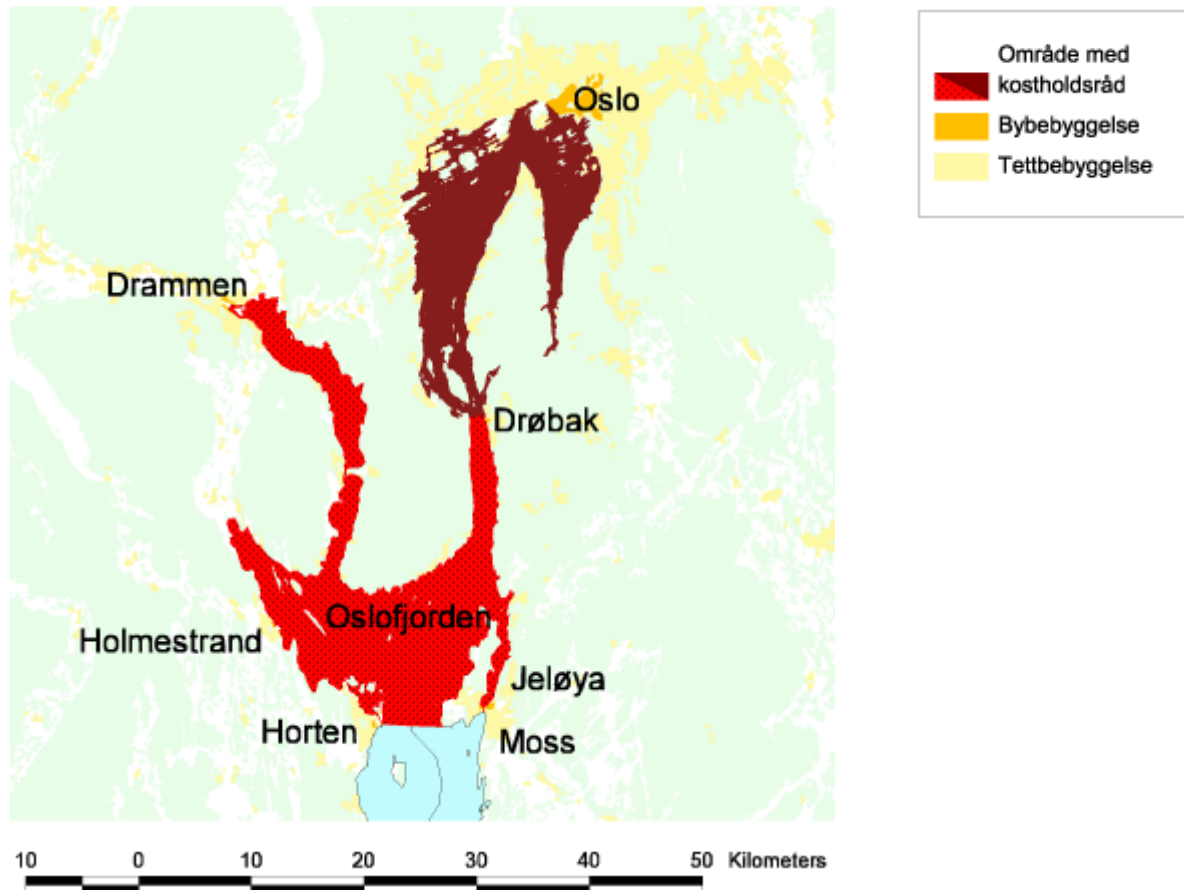 Område med
kostholdsråd
Bybebyggelse
Tettbebyggelse
Oslo
Drammen
Drøbak
Oslofjorden
Holmestrand
Jeløya
Horten
Moss
10 0 10 20 30 40 50 Kilometers